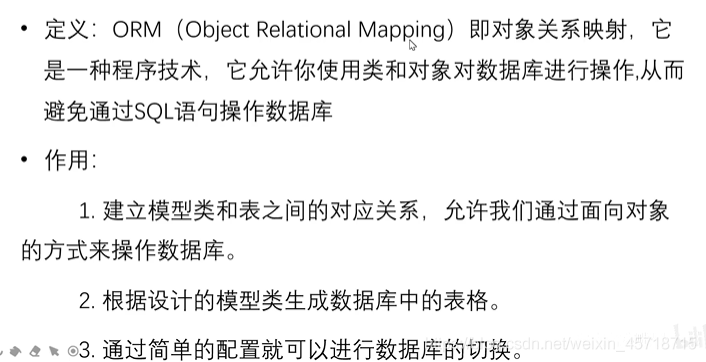 • 定义：ORM（Object Relational Mapping）即对象关系映射，它
是一种程序技术，它允许你使用类和对象对数据库进行操作,从而
避免通过SQL语句操作数据库
• 作用:
1. 建立模型类和表之间的对应关系，允许我们通过面向对象
的方式来操作数据库。
2. 根据设计的模型类生成数据库中的表格。
3. 通过简单的配置就可以进行数据库的切换。
csdn.net/weixin_45718705